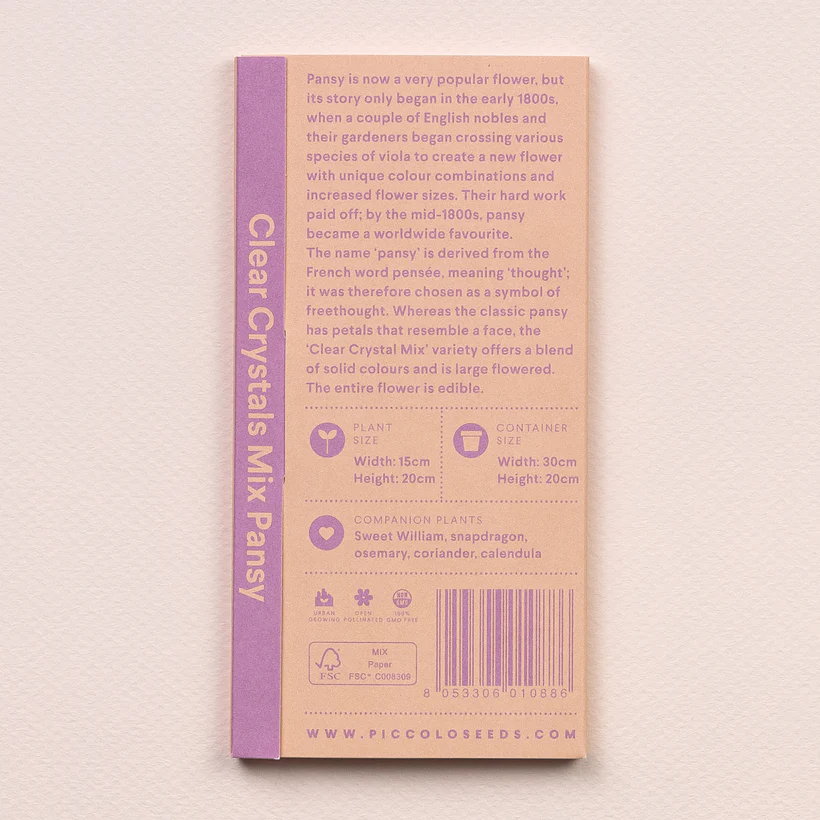 Clear Crystals Mix Pansy
Pansy is now a very popular flower, but
its story only began in the early 1800s,
when a couple of English nobles and
their gardeners began crossing various
species of viola to create a new flower
with unique colour combinations and
increased flower sizes. Their hard work
paid off; by the mid-1800s, pansy
became a worldwide favourite.
The name ‘pansy’ is derived from the
French word pensée, meaning ‘thought’;
it was therefore chosen as a symbol of
freethought. Whereas the classic pansy
has petals that resemble a face, the
‘Clear Crystal Mix’ variety offers a blend
of solid colours and is large flowered.
The entire flower is edible.
PLANT
SIZE
Width: 15cm
Height: 20cm
CONTAINER
SIZE
Width: 30cm
Height: 20cm
COMPANION PLANTS
Sweet William, snapdragon,
osemary, coriander, calendula
URBAN
GROWING
OPEN
POLLINATED
NON
GMO
100%
GMO FREE
FSC
MIX
Paper
FSC® C008309
8 053306 010886
WWW.PICCOLOSEEDS.COM